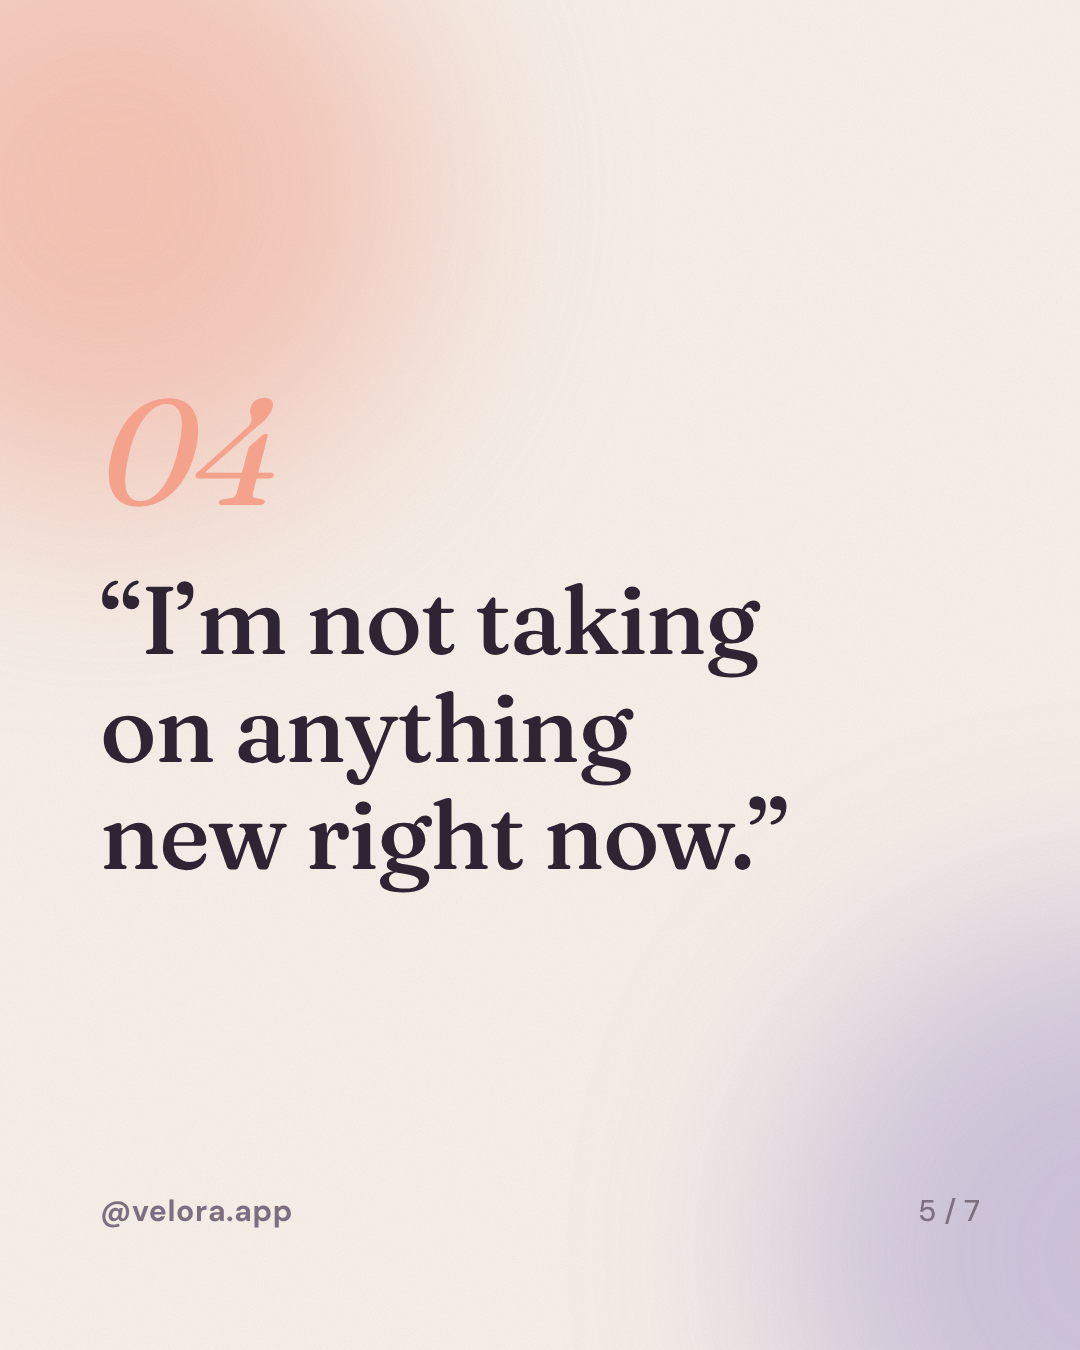 04
“I’m not taking
on anything
new right now.”
@velora.app
5 / 7